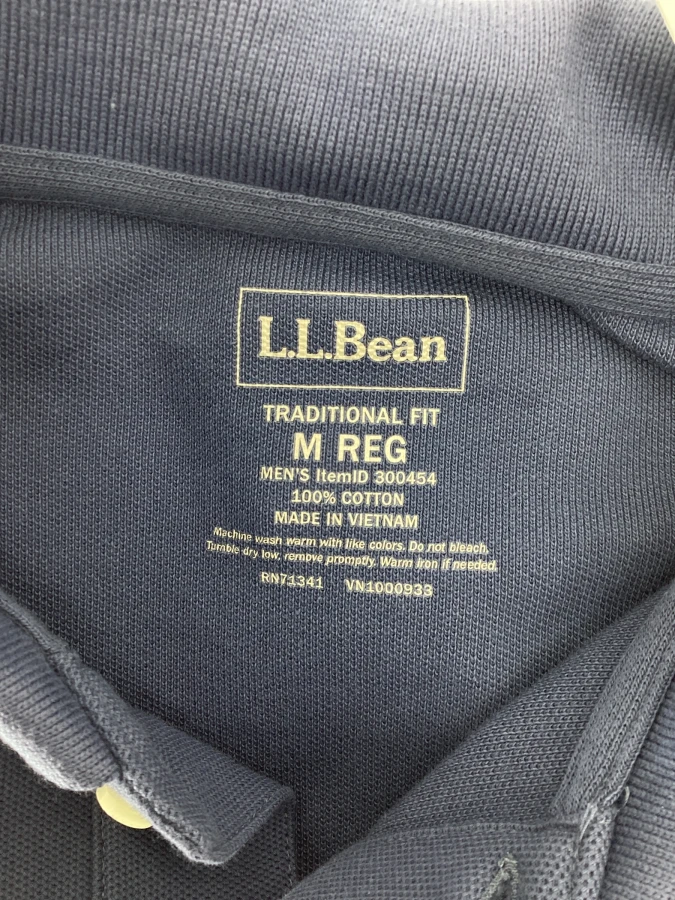 L.L.Bean
TRADITIONAL FIT
M REG
MEN'S ItemID 300454
100% COTTON
MADE IN VIETNAM
Machine wash warm with like colors. Do not bleach.
Tumble dry low, remove promptly. Warm iron if needed.
RN71341 VN1000933